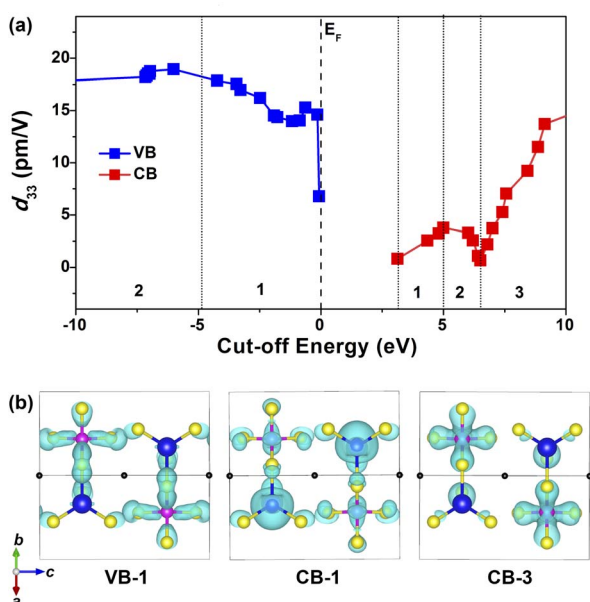 (a)
E_F
20
15
10
5
0
d_33 (pm/V)
VB
CB
2
1
1
2
3
-10
-5
0
5
10
Cut-off Energy (eV)
(b)
b
c
a
VB-1
CB-1
CB-3